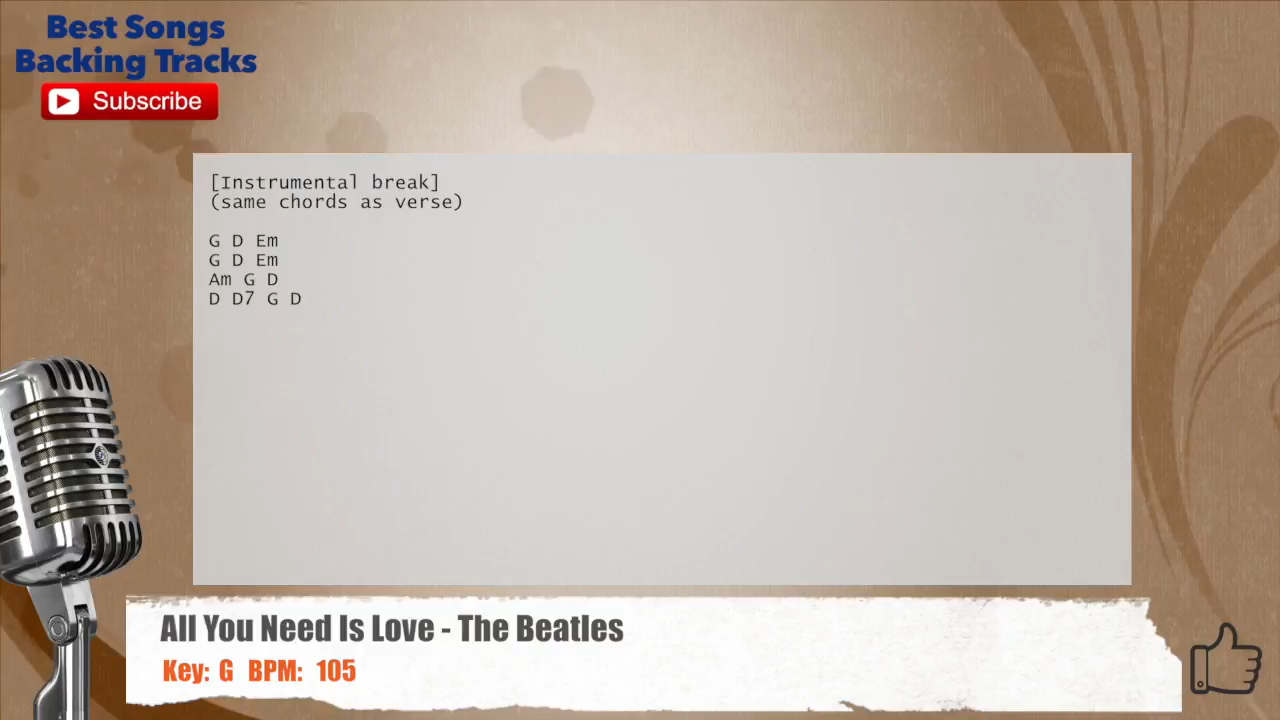 Best Songs
Backing Tracks
Subscribe
[Instrumental break]
(same chords as verse)
G D Em
G D Em
Am G D
D D7 G D
All You Need Is Love - The Beatles
Key: G BPM: 105